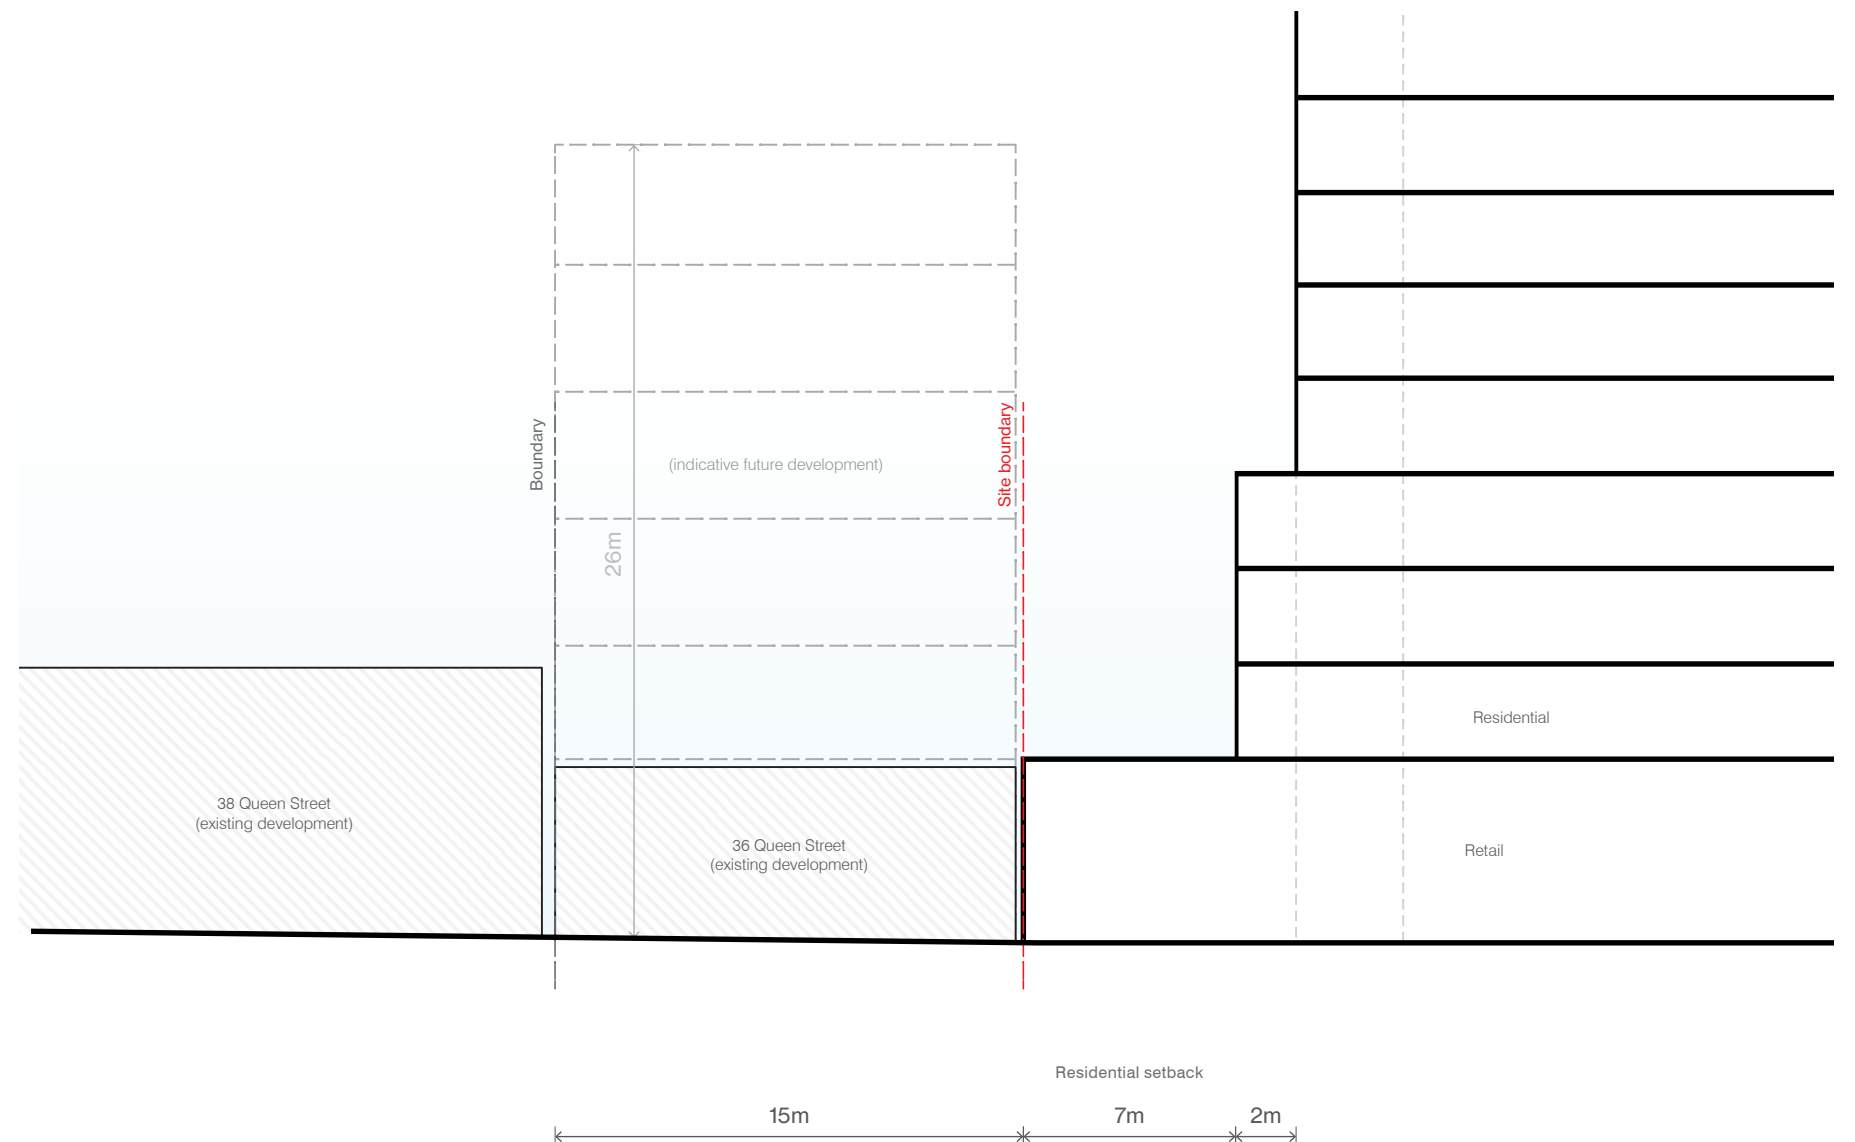 Boundary
(indicative future development)
Site boundary
26m
Residential
38 Queen Street
(existing development)
36 Queen Street
(existing development)
Retail
Residential setback
15m
7m
2m